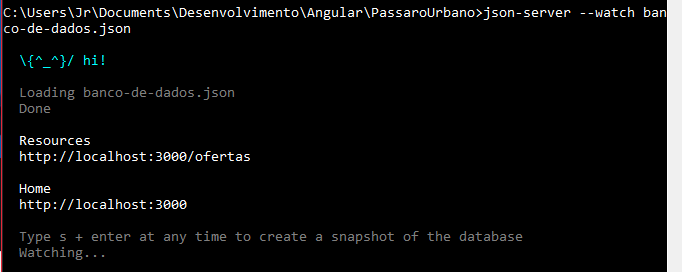 C:\Users\Jr\Documents\Desenvolvimento\Angular\PassaroUrbano>json-server --watch ban
co-de-dados.json
\{^_^}/ hi!
Loading banco-de-dados.json
Done
Resources
http://localhost:3000/ofertas
Home
http://localhost:3000
Type s + enter at any time to create a snapshot of the database
Watching...